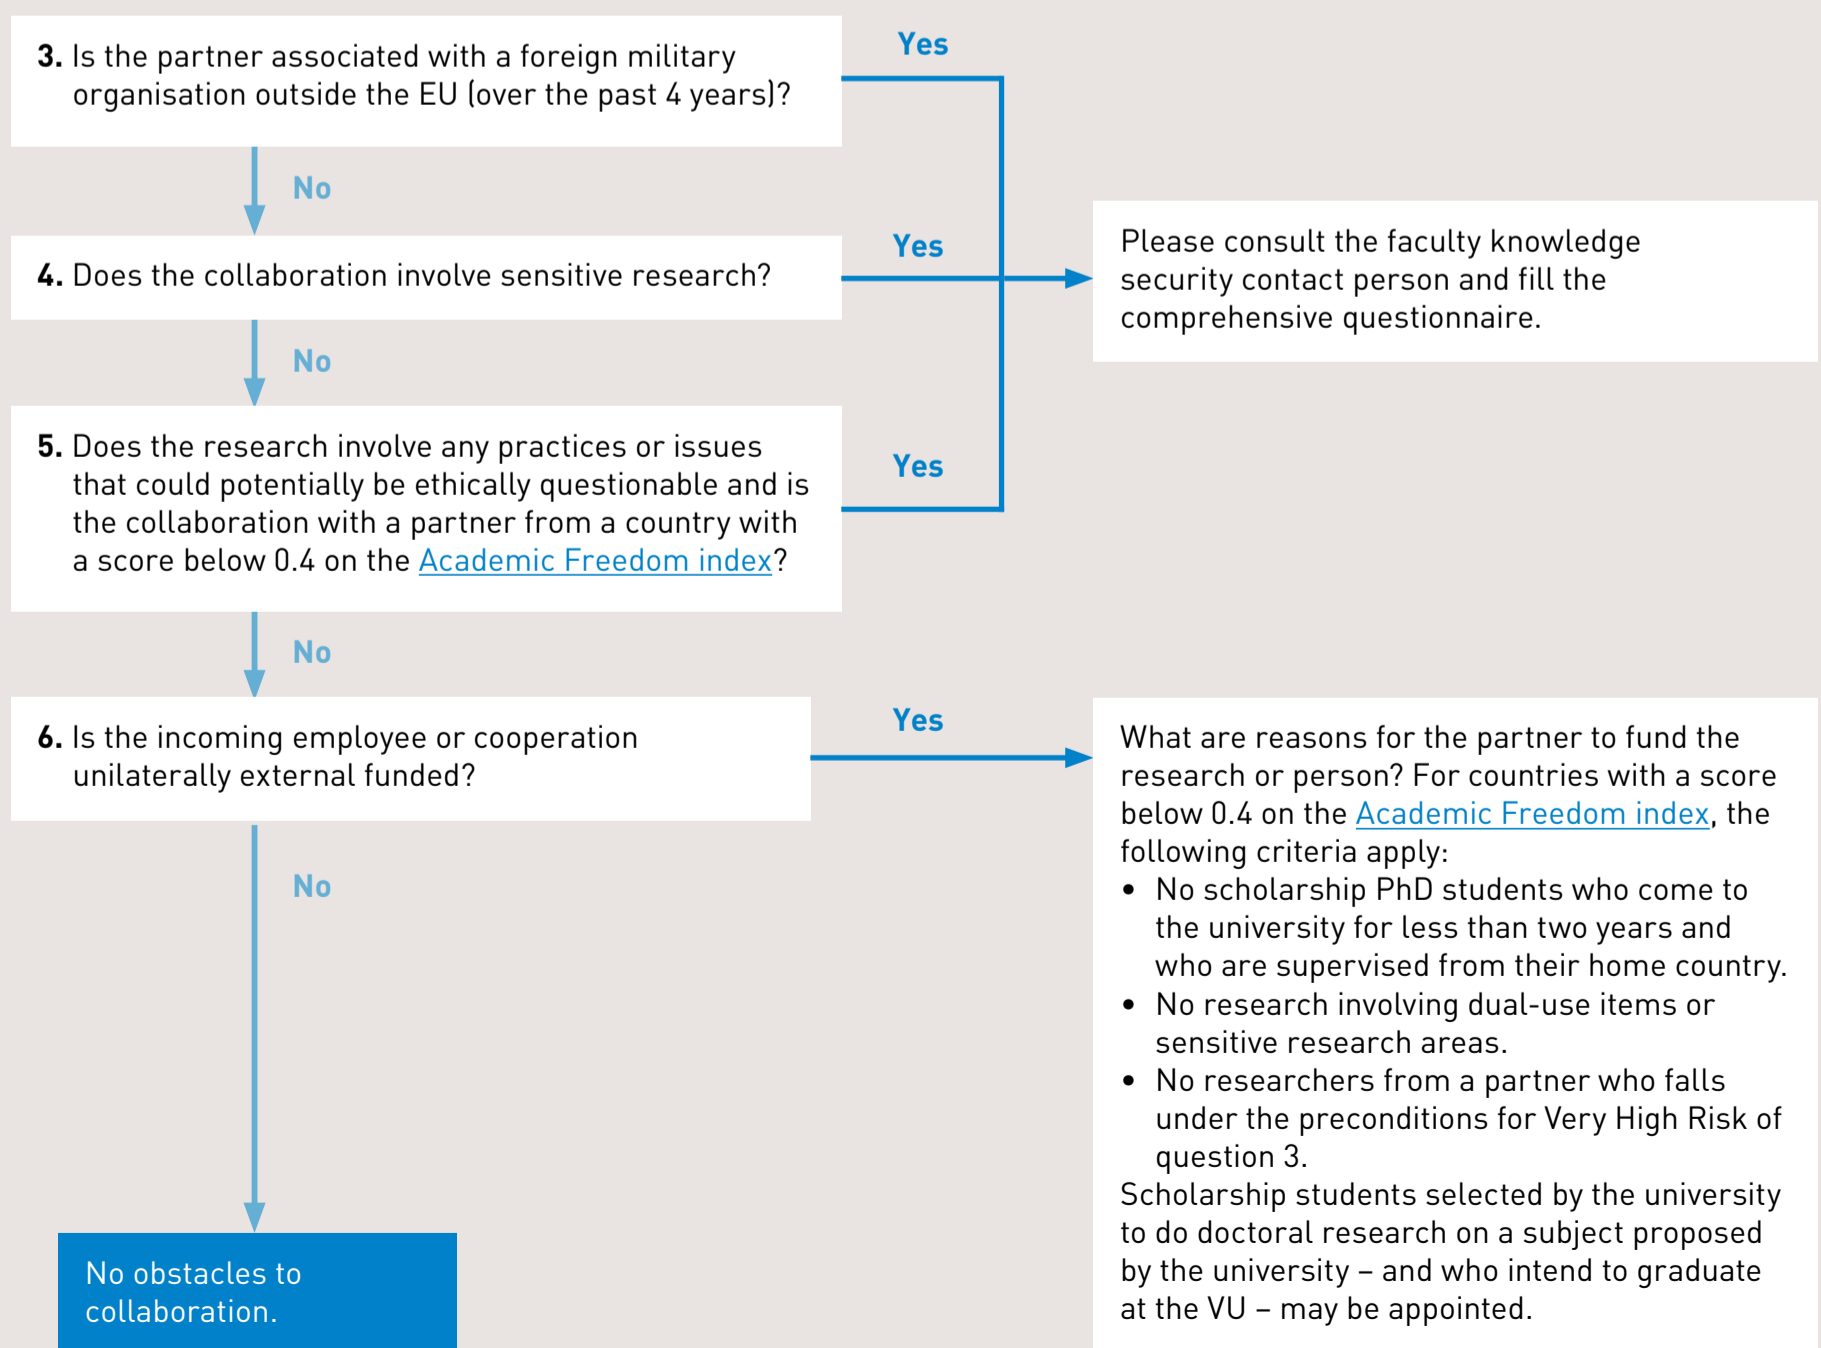 3. Is the partner associated with a foreign military
organisation outside the EU (over the past 4 years)?
Yes
No
4. Does the collaboration involve sensitive research?
Yes
Please consult the faculty knowledge
security contact person and fill the
comprehensive questionnaire.
No
5. Does the research involve any practices or issues
that could potentially be ethically questionable and is
the collaboration with a partner from a country with
a score below 0.4 on the Academic Freedom index?
Yes
No
6. Is the incoming employee or cooperation
unilaterally external funded?
Yes
What are reasons for the partner to fund the
research or person? For countries with a score
below 0.4 on the Academic Freedom index, the
following criteria apply:
• No scholarship PhD students who come to
the university for less than two years and
who are supervised from their home country.
• No research involving dual-use items or
sensitive research areas.
• No researchers from a partner who falls
under the preconditions for Very High Risk of
question 3.
Scholarship students selected by the university
to do doctoral research on a subject proposed
by the university – and who intend to graduate
at the VU – may be appointed.
No
No obstacles to
collaboration.